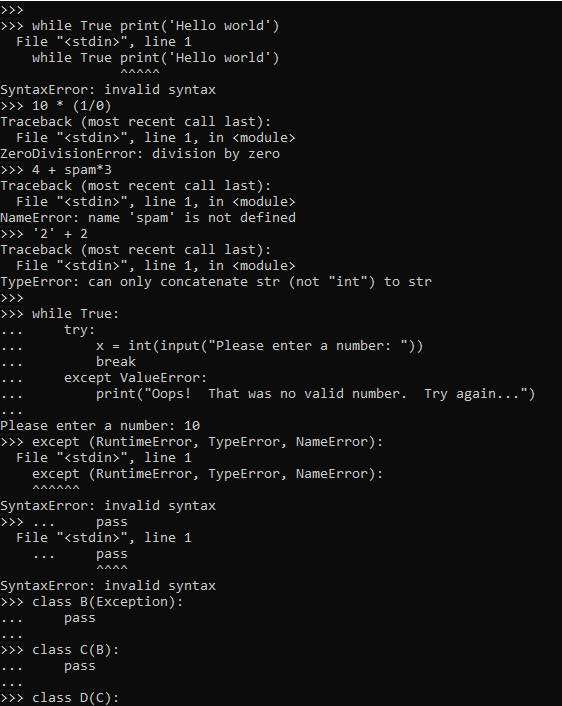 >>>
>>> while True print('Hello world')
  File "<stdin>", line 1
    while True print('Hello world')
               ^^^^^
SyntaxError: invalid syntax
>>> 10 * (1/0)
Traceback (most recent call last):
  File "<stdin>", line 1, in <module>
ZeroDivisionError: division by zero
>>> 4 + spam*3
Traceback (most recent call last):
  File "<stdin>", line 1, in <module>
NameError: name 'spam' is not defined
>>> '2' + 2
Traceback (most recent call last):
  File "<stdin>", line 1, in <module>
TypeError: can only concatenate str (not "int") to str
>>>
>>> while True:
...     try:
...         x = int(input("Please enter a number: "))
...         break
...     except ValueError:
...         print("Oops!  That was no valid number.  Try again...")
...
Please enter a number: 10
>>> except (RuntimeError, TypeError, NameError):
  File "<stdin>", line 1
    except (RuntimeError, TypeError, NameError):
    ^^^^^^
SyntaxError: invalid syntax
>>> ...     pass
  File "<stdin>", line 1
    ...     pass
            ^^^^
SyntaxError: invalid syntax
>>> class B(Exception):
...     pass
...
>>> class C(B):
...     pass
...
>>> class D(C):